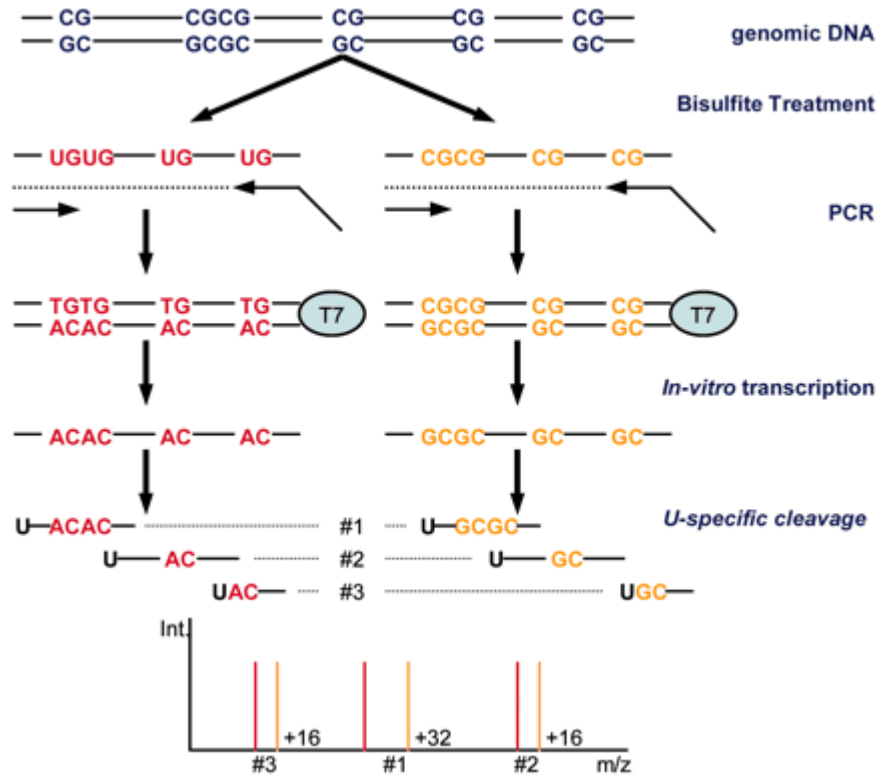 CG CGCG CG CG CG
GC GCGC GC GC GC
genomic DNA
Bisulfite Treatment
UGUG UG UG CGCG CG CG
PCR
TGTG TG TG T7 CGCG CG CG T7
ACAC AC AC GCGC GC GC
In-vitro transcription
ACAC AC AC GCGC GC GC
U-specific cleavage
U ACAC #1 U GCGC
U AC #2 U GC
UAC #3 UGC
Int.
+16 +32 +16
#3 #1 #2 m/z